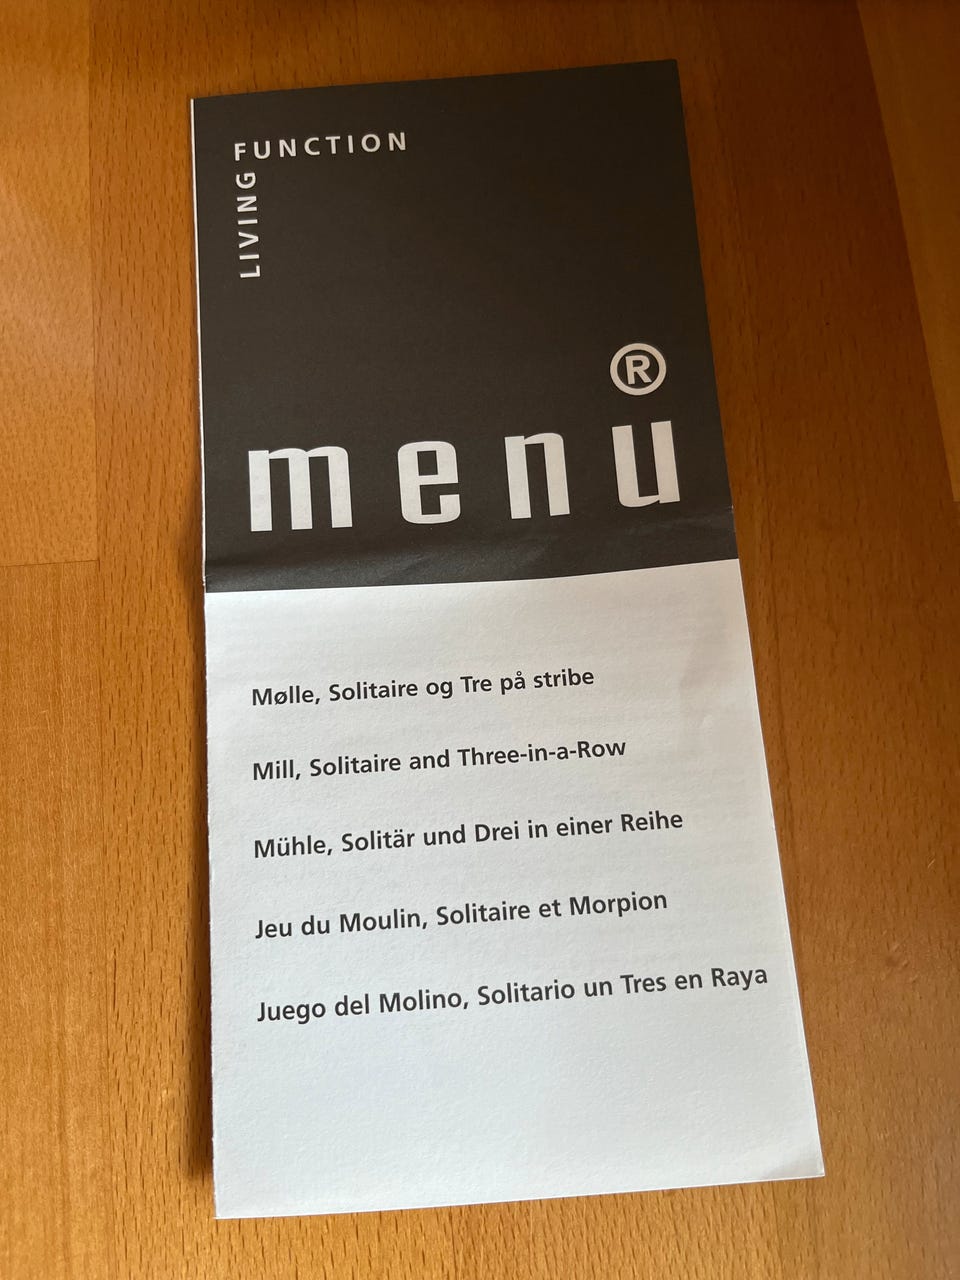 FUNCTION
LIVING
menu®
Mølle, Solitaire og Tre på stribe
Mill, Solitaire and Three-in-a-Row
Mühle, Solitär und Drei in einer Reihe
Jeu du Moulin, Solitaire et Morpion
Juego del Molino, Solitario un Tres en Raya